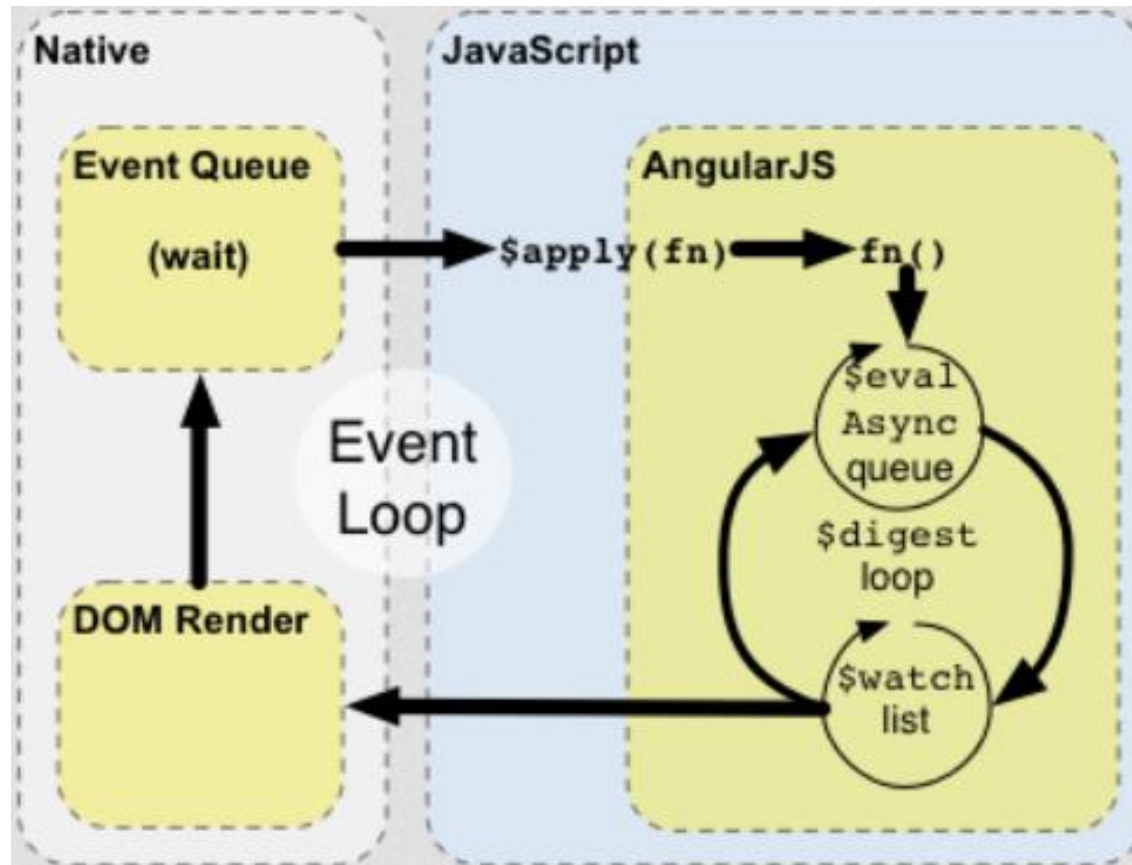 Native
JavaScript
Event Queue
(wait)
AngularJS
$apply(fn)
fn()
$eval
Async
queue
Event
Loop
$digest
loop
DOM Render
$watch
list